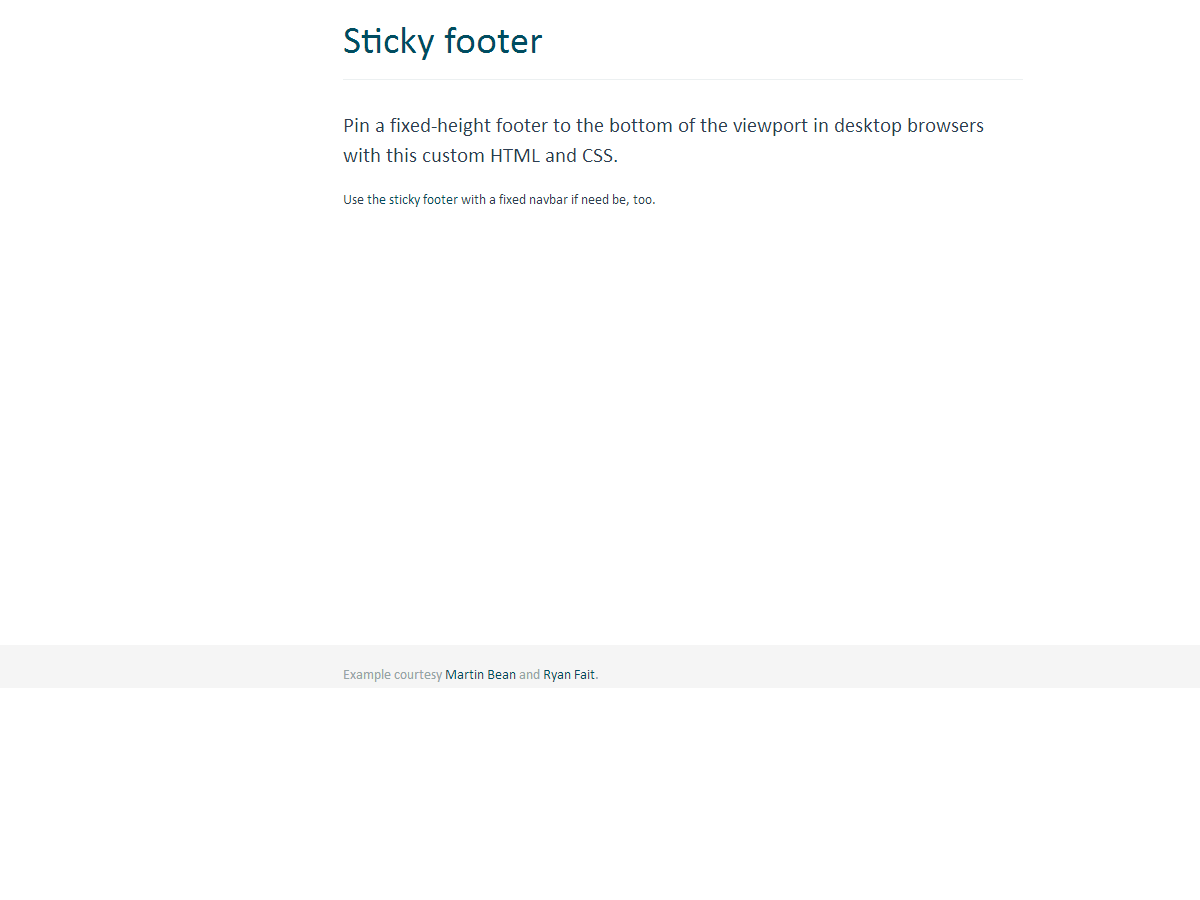 Sticky footer
Pin a fixed-height footer to the bottom of the viewport in desktop browsers
with this custom HTML and CSS.
Use the sticky footer with a fixed navbar if need be, too.
Example courtesy Martin Bean and Ryan Fait.